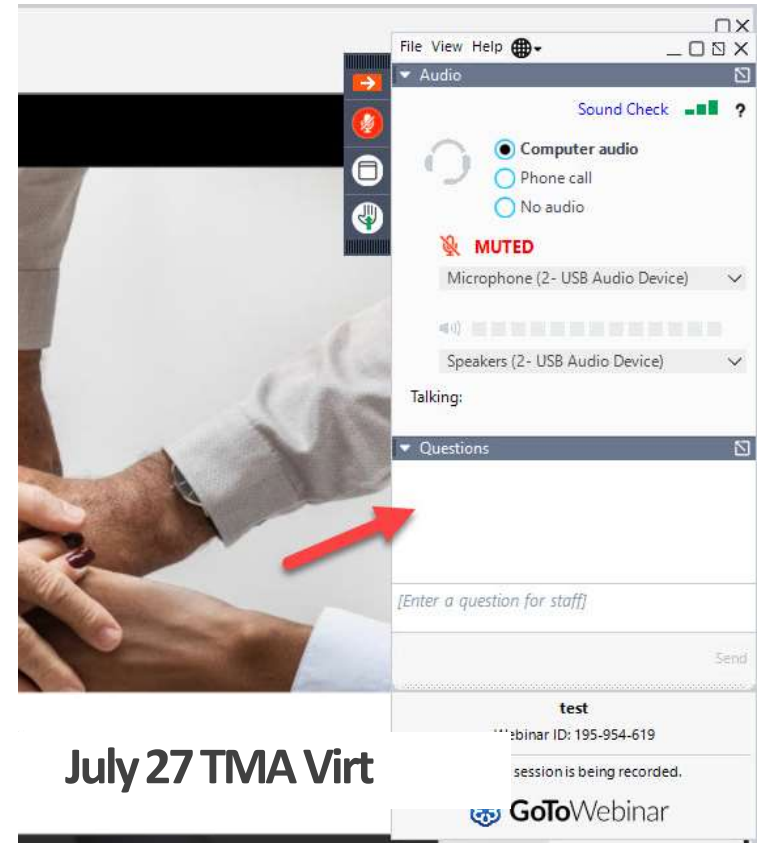 File View Help
Audio
Sound Check ?
Computer audio
Phone call
No audio
MUTED
Microphone (2- USB Audio Device)
Speakers (2- USB Audio Device)
Talking:
Questions
[Enter a question for staff]
Send
test
Webinar ID: 195-954-619
July 27 TMA Virt
session is being recorded.
GoToWebinar